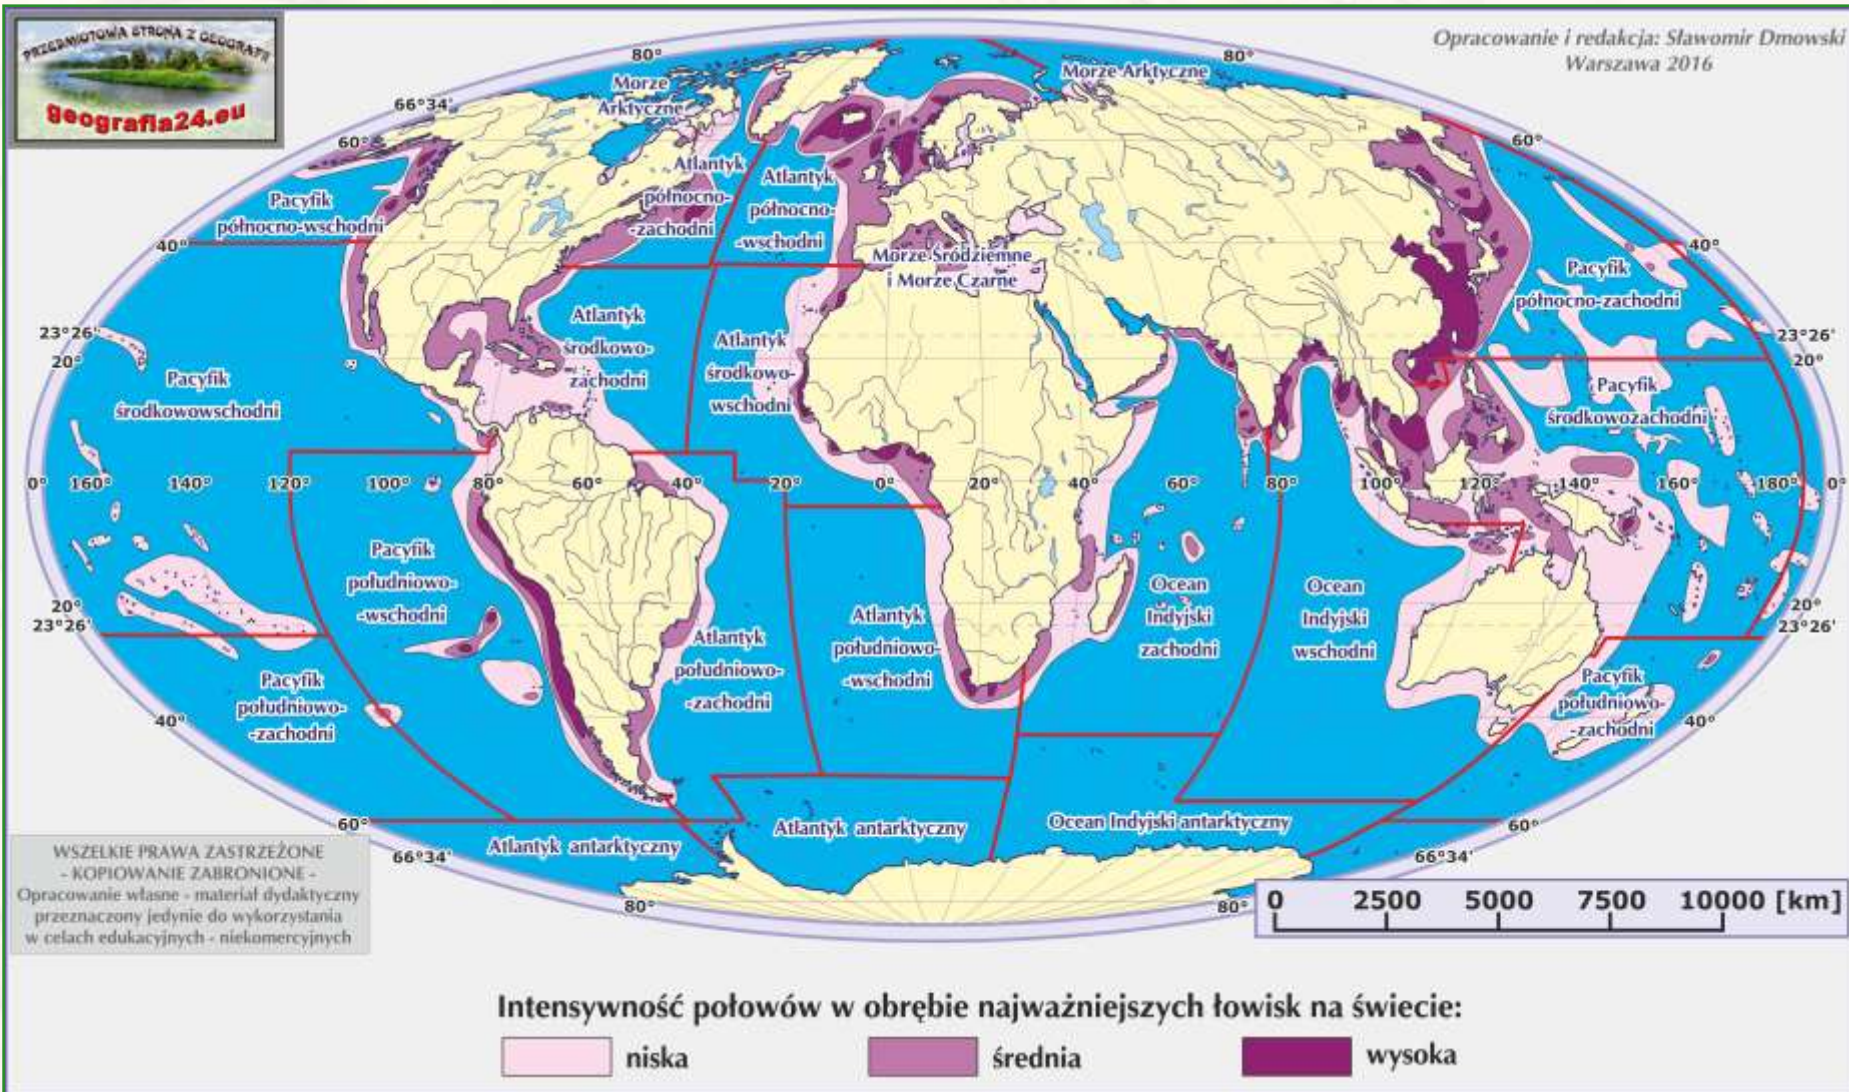 PRZEDMIOTOWA STRONA Z GEOGRAFII
geografia24.eu
Opracowanie i redakcja: Sławomir Dmowski
Warszawa 2016
80°
80°
Morze
Arktyczne
Morze Arktyczne
66°34'
60°
60°
Atlantyk
północno-
-zachodni
Atlantyk
północno-
-wschodni
Pacyfik
północno-wschodni
40°
40°
Morze Śródziemne
i Morze Czarne
Pacyfik
północno-zachodni
Atlantyk
środkowo-
zachodni
Atlantyk
środkowo-
wschodni
23°26'
23°26'
20°
20°
Pacyfik
środkowowschodni
Pacyfik
środkowozachodni
0° 160° 140° 120° 100° 80° 60° 40° 20° 0° 20° 40° 60° 80° 100° 120° 140° 160° 180° 0°
Pacyfik
południowo-
-wschodni
Ocean
Indyjski
zachodni
Ocean
Indyjski
wschodni
20°
20°
23°26'
23°26'
Atlantyk
południowo-
-wschodni
Atlantyk
południowo-
-zachodni
Pacyfik
południowo-
-zachodni
Pacyfik
południowo-
-zachodni
40°
40°
60°
60°
Atlantyk antarktyczny
Atlantyk antarktyczny
Ocean Indyjski antarktyczny
66°34'
66°34'
80°
80°
WSZELKIE PRAWA ZASTRZEŻONE
- KOPIOWANIE ZABRONIONE -
Opracowanie własne - materiał dydaktyczny
przeznaczony jedynie do wykorzystania
w celach edukacyjnych - niekomercyjnych
0 2500 5000 7500 10000 [km]
Intensywność połowów w obrębie najważniejszych łowisk na świecie:
niska
średnia
wysoka